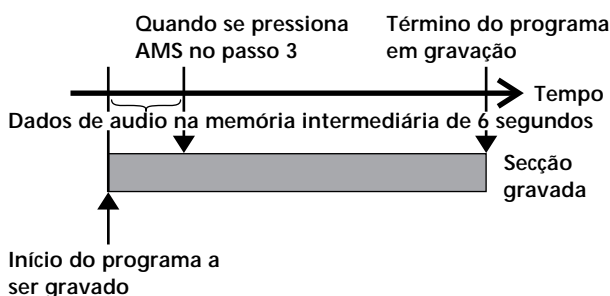 Quando se pressiona
AMS no passo 3
Término do programa
em gravação
Tempo
Dados de audio na memória intermediária de 6 segundos
Secção
gravada
Início do programa a
ser gravado